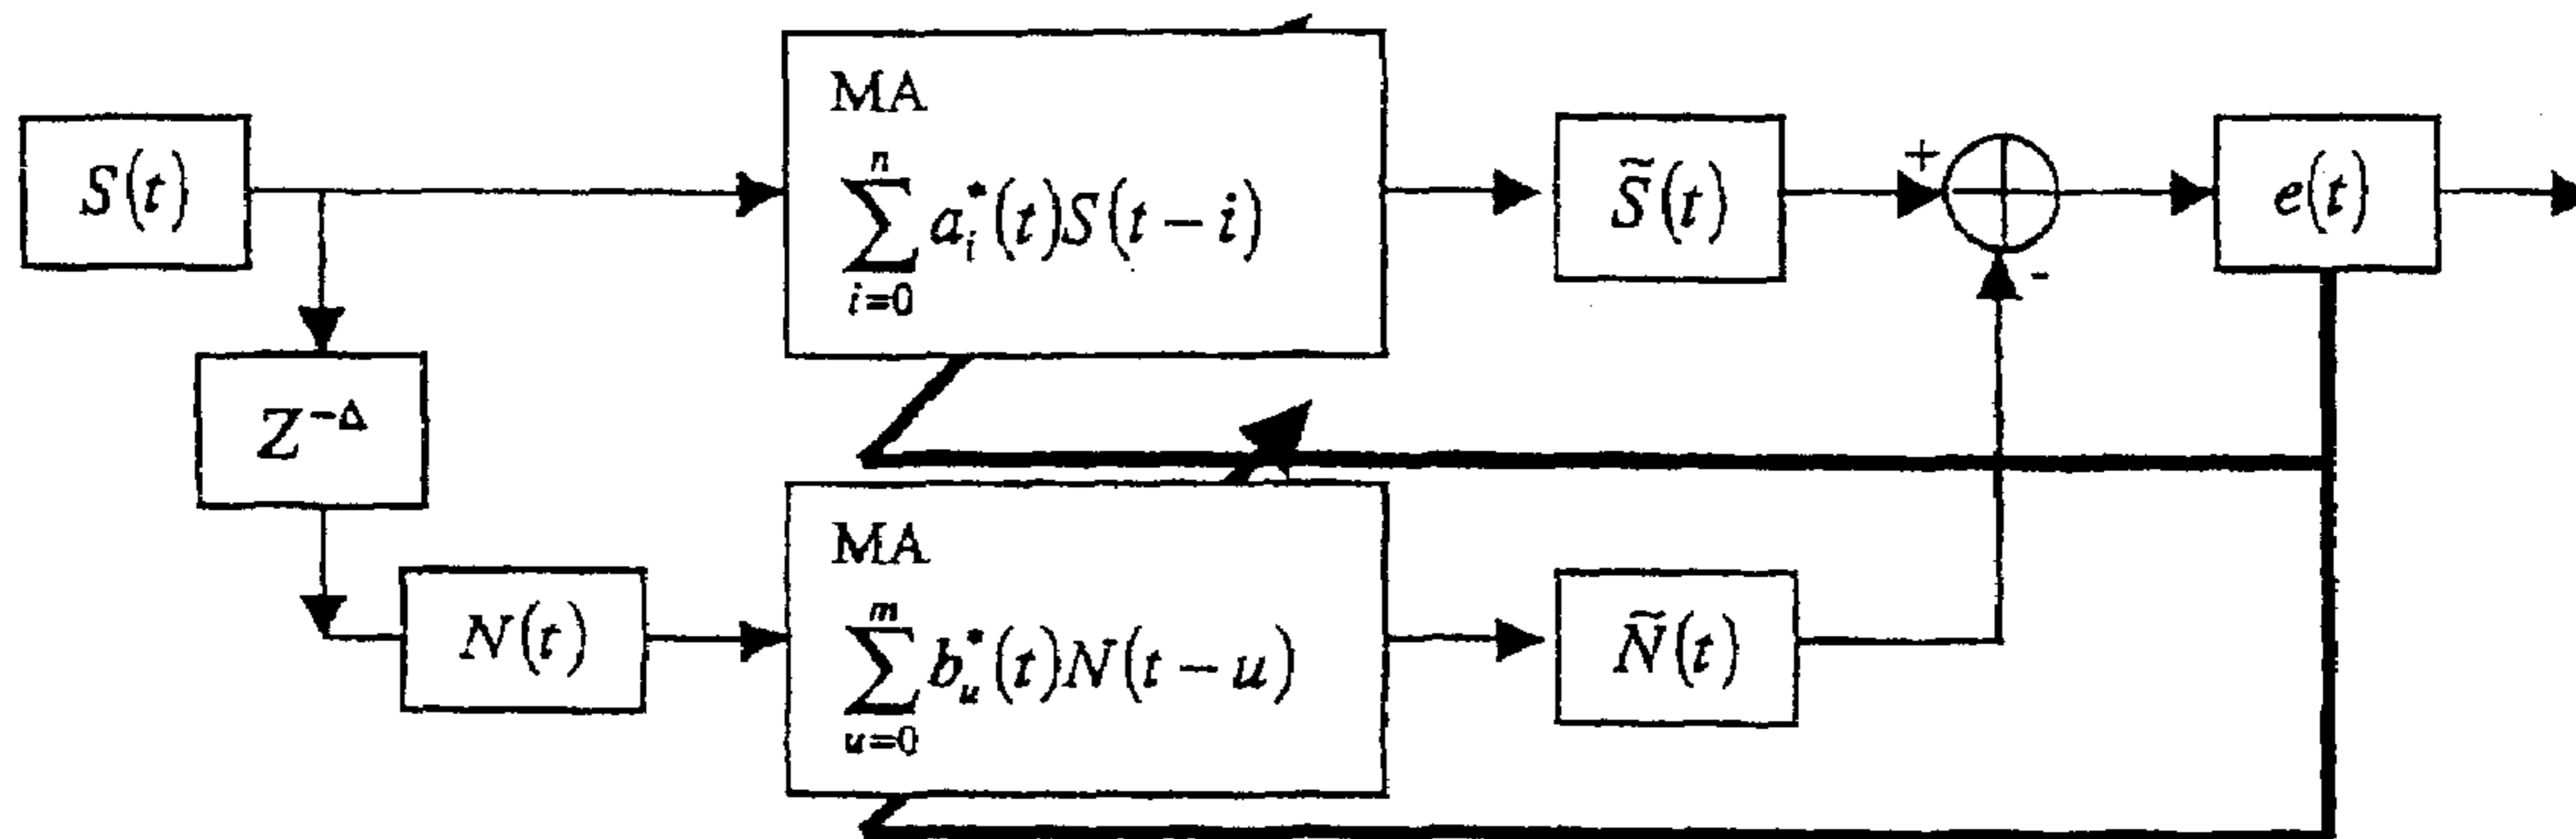 MA
S(t)
n
∑ a_i^*(t)S(t−i)
i=0
S̃(t)
+
-
e(t)
Z^{−Δ}
N(t)
MA
m
∑ b_u^*(t)N(t−u)
u=0
Ñ(t)